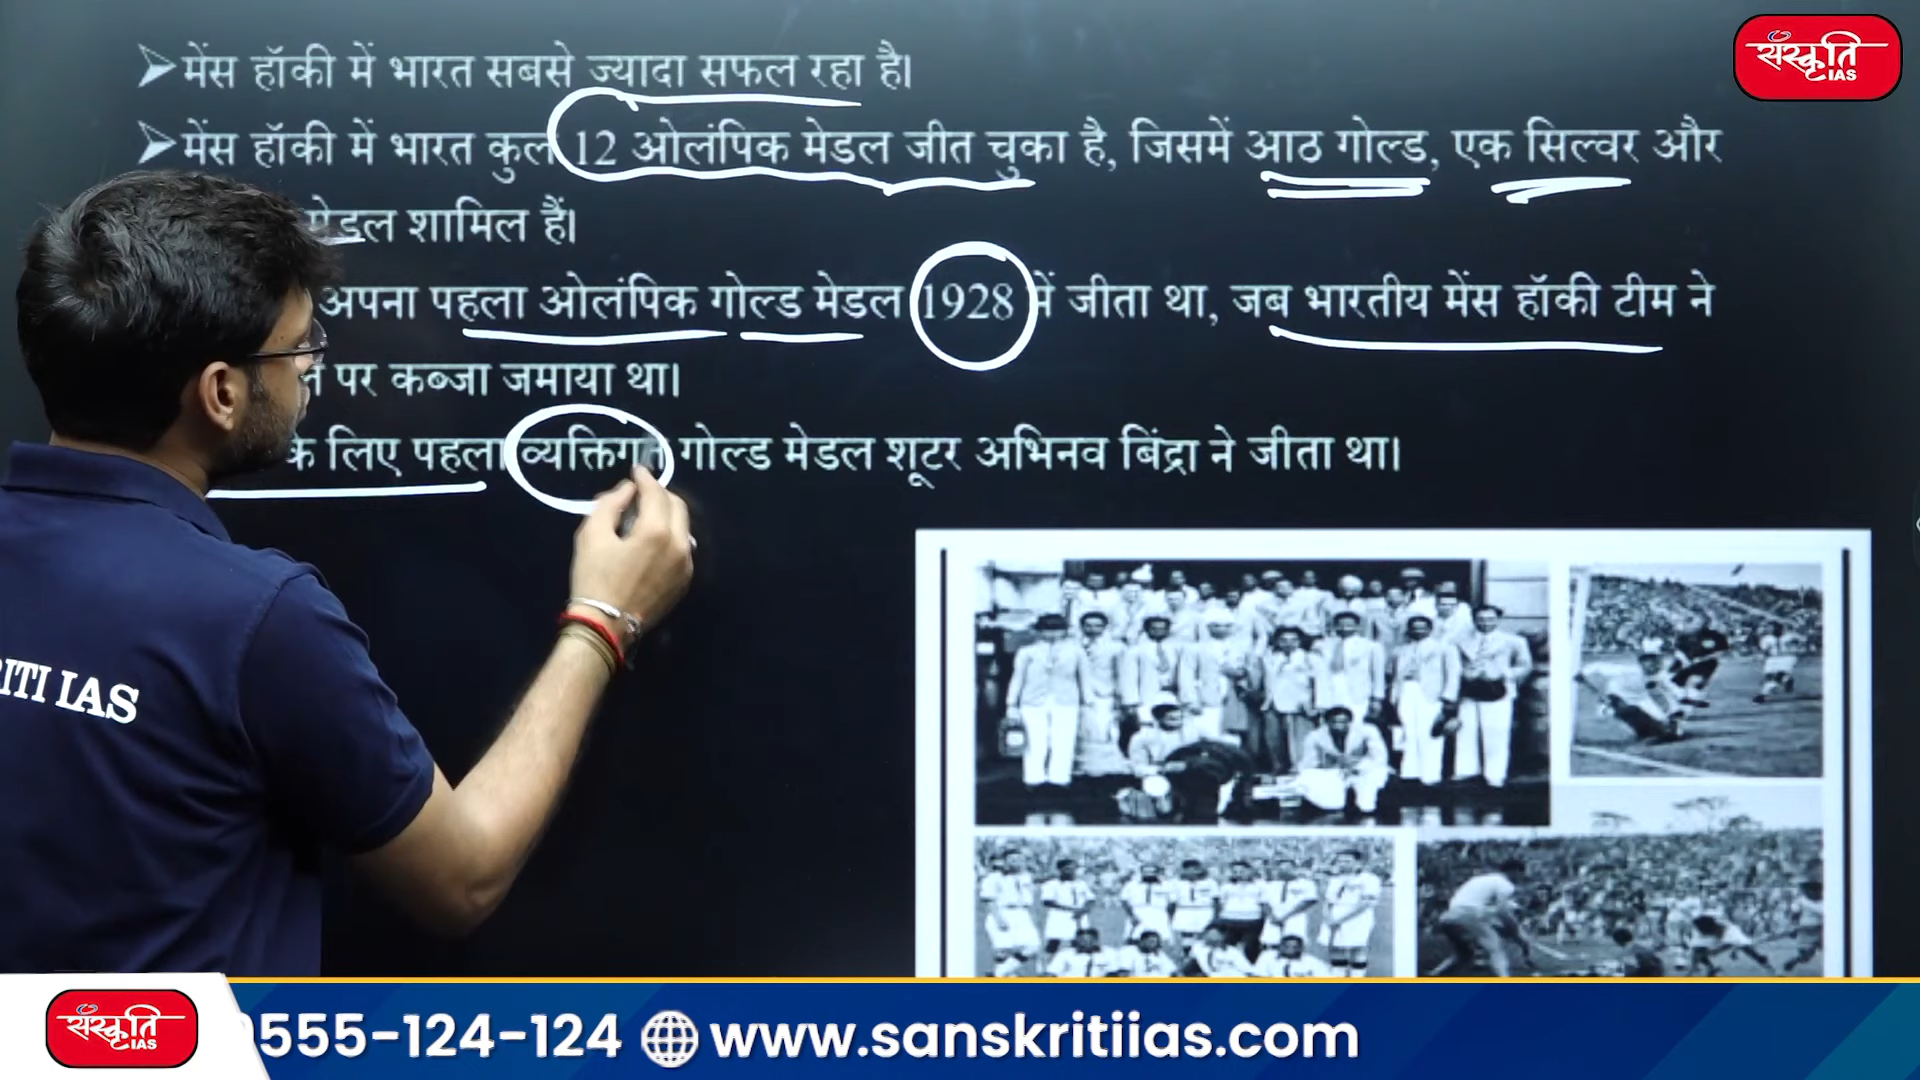 मेंस हॉकी में भारत सबसे ज्यादा सफल रहा है।
मेंस हॉकी में भारत कुल 12 ओलंपिक मेडल जीत चुका है, जिसमें आठ गोल्ड, एक सिल्वर और
मेडल शामिल हैं।
अपना पहला ओलंपिक गोल्ड मेडल 1928 में जीता था, जब भारतीय मेंस हॉकी टीम ने
पर कब्जा जमाया था।
के लिए पहला व्यक्तिगत गोल्ड मेडल शूटर अभिनव बिंद्रा ने जीता था।
संस्कृति
IAS
RITI IAS
संस्कृति
IAS
9555-124-124 www.sanskritiias.com